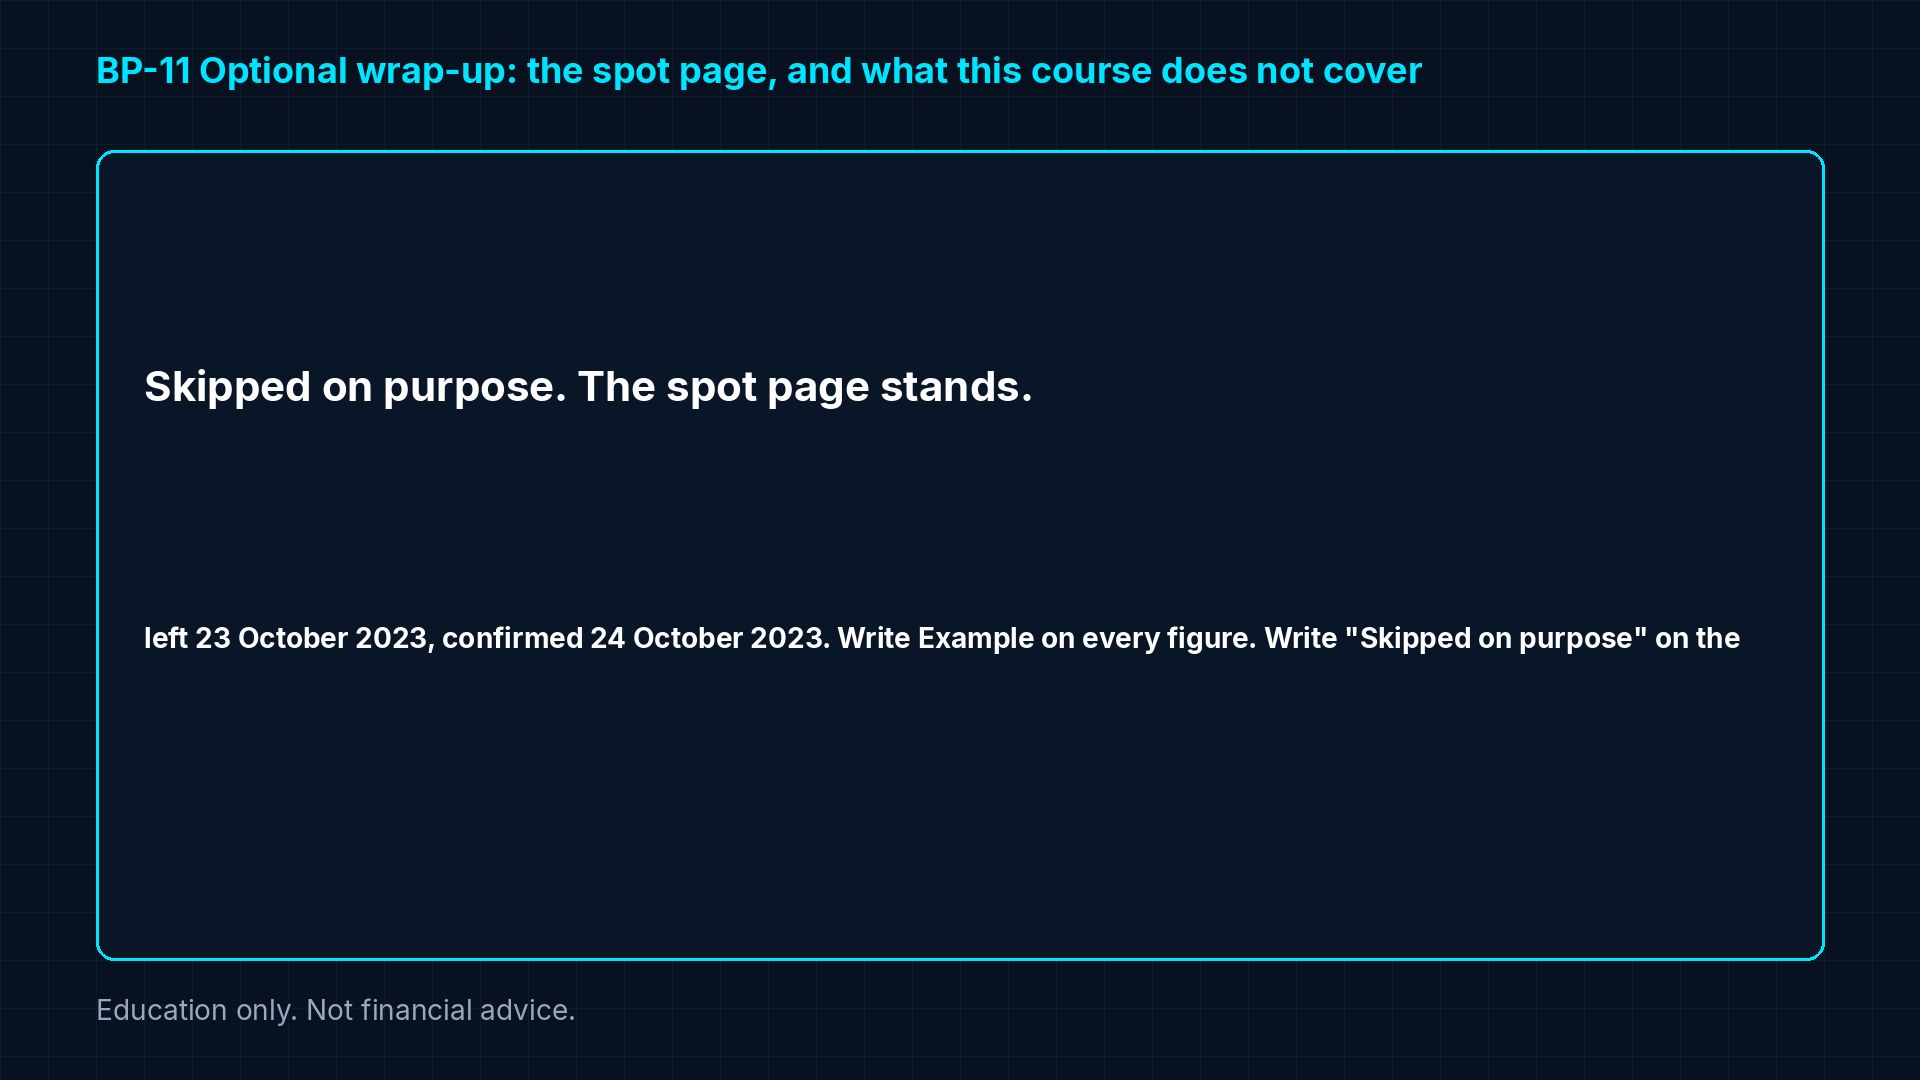 BP-11 Optional wrap-up: the spot page, and what this course does not cover
Skipped on purpose. The spot page stands.
left 23 October 2023, confirmed 24 October 2023. Write Example on every figure. Write "Skipped on purpose" on the
Education only. Not financial advice.